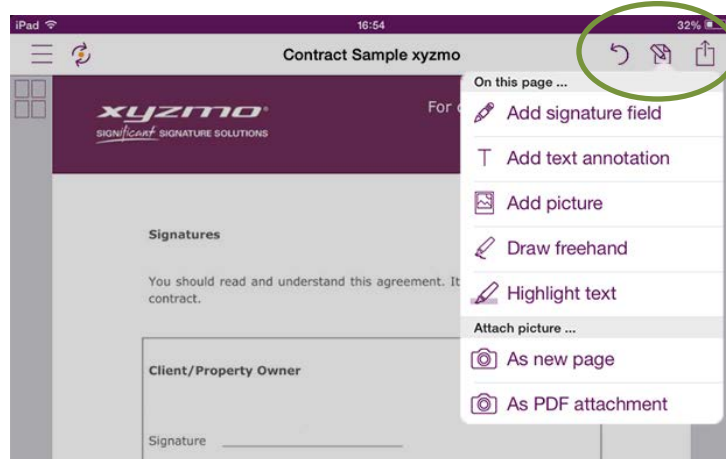 iPad 16:54 32%
Contract Sample xyzmo
On this page ...
xyzmo
SIGNificant SIGNATURE SOLUTIONS
For
Add signature field
Add text annotation
Add picture
Draw freehand
Highlight text
Attach picture ...
As new page
As PDF attachment
Signatures
You should read and understand this agreement. It
contract.
Client/Property Owner
Signature